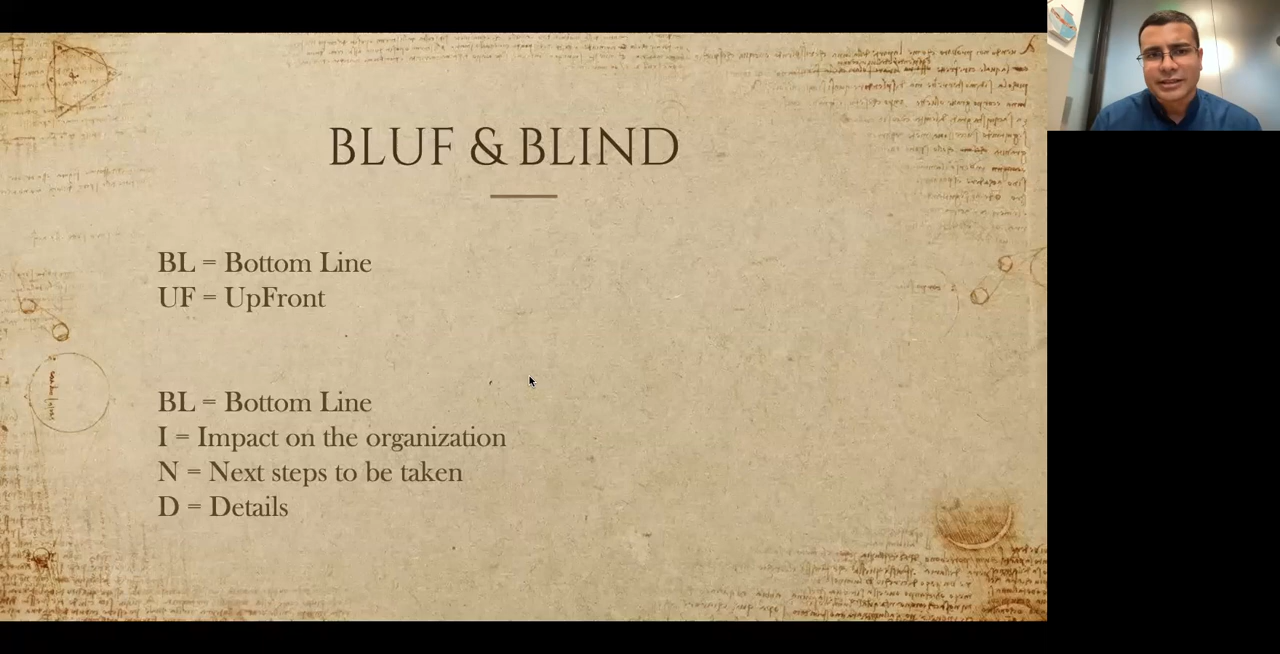 BLUF & BLIND
BL = Bottom Line
UF = UpFront
BL = Bottom Line
I = Impact on the organization
N = Next steps to be taken
D = Details